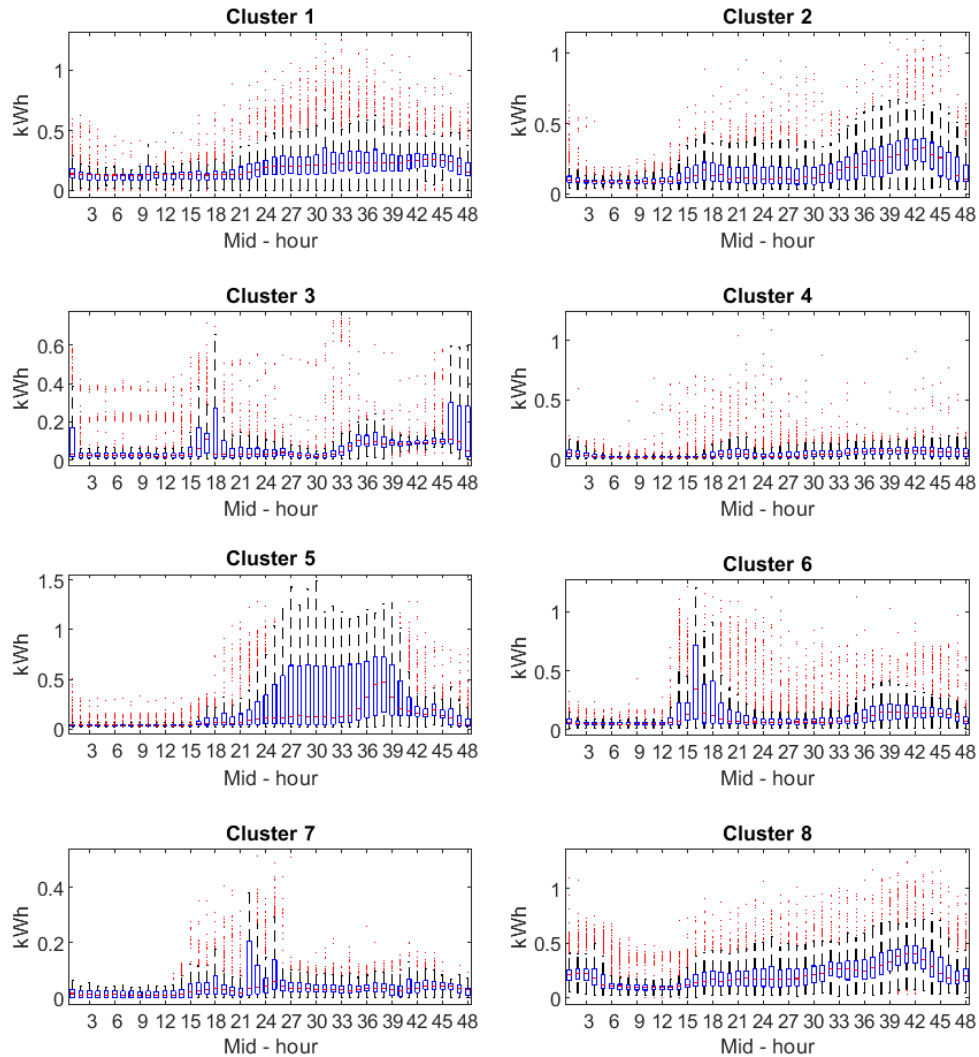 Cluster 1
kWh
1
0.5
0
3 6 9 12 15 18 21 24 27 30 33 36 39 42 45 48
Mid - hour
Cluster 2
kWh
1
0.5
0
3 6 9 12 15 18 21 24 27 30 33 36 39 42 45 48
Mid - hour
Cluster 3
kWh
0.6
0.4
0.2
0
3 6 9 12 15 18 21 24 27 30 33 36 39 42 45 48
Mid - hour
Cluster 4
kWh
1
0.5
0
3 6 9 12 15 18 21 24 27 30 33 36 39 42 45 48
Mid - hour
Cluster 5
kWh
1.5
1
0.5
0
3 6 9 12 15 18 21 24 27 30 33 36 39 42 45 48
Mid - hour
Cluster 6
kWh
1
0.5
0
3 6 9 12 15 18 21 24 27 30 33 36 39 42 45 48
Mid - hour
Cluster 7
kWh
0.4
0.2
0
3 6 9 12 15 18 21 24 27 30 33 36 39 42 45 48
Mid - hour
Cluster 8
kWh
1
0.5
0
3 6 9 12 15 18 21 24 27 30 33 36 39 42 45 48
Mid - hour